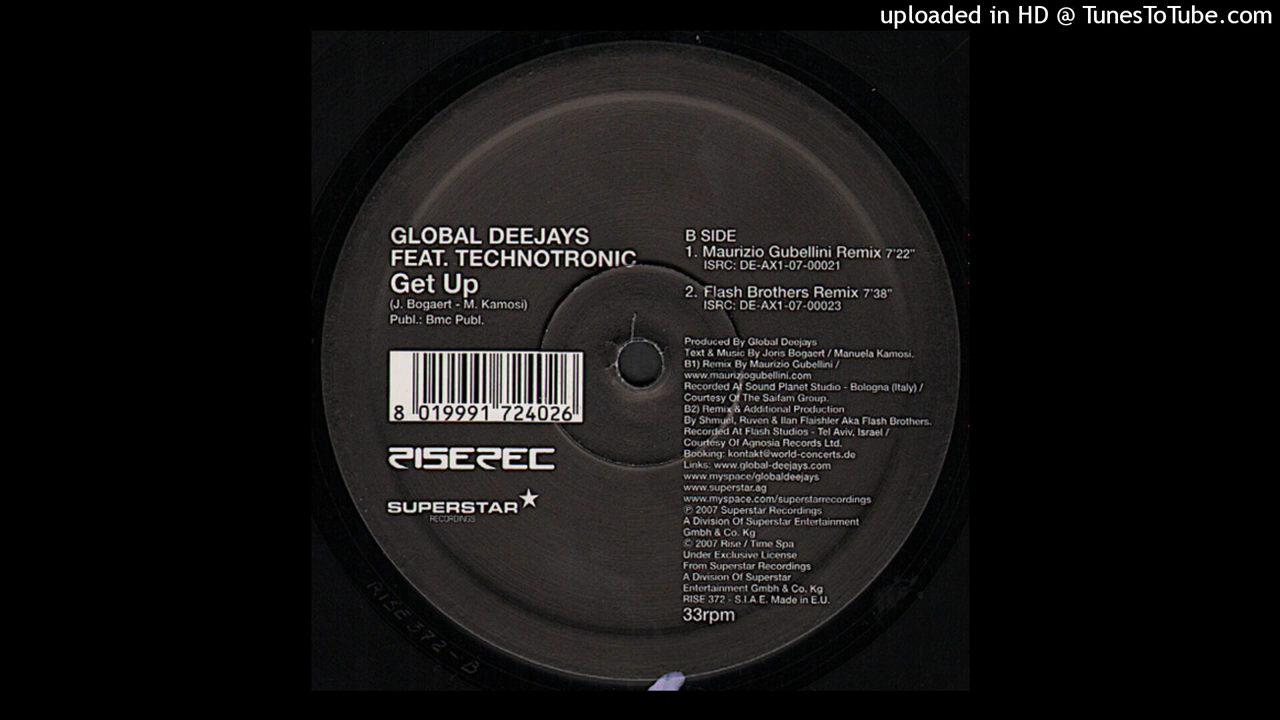 uploaded in HD @ TunesToTube.com
GLOBAL DEEJAYS
FEAT. TECHNOTRONIC
Get Up
(J. Bogaert - M. Kamosi)
Publ.: Bmc Publ.
8 019991 724026
RISEREC
SUPERSTAR
RECORDINGS
B SIDE
1. Maurizio Gubellini Remix 7'22"
ISRC: DE-AX1-07-00021
2. Flash Brothers Remix 7'38"
ISRC: DE-AX1-07-00023
Produced By Global Deejays
Text & Music By Joris Bogaert / Manuela Kamosi.
B1) Remix By Maurizio Gubellini /
www.mauriziogubellini.com
Recorded At Sound Planet Studio - Bologna (Italy) /
Courtesy Of The Saifam Group.
B2) Remix & Additional Production
By Shmuel, Ruven & Ilan Flaishler Aka Flash Brothers.
Recorded At Flash Studios - Tel Aviv, Israel /
Courtesy Of Agnosia Records Ltd.
Booking: kontakt@world-concerts.de
Links: www.global-deejays.com
www.myspace/globaldeejays
www.superstar.ag
www.myspace.com/superstarrecordings
℗ 2007 Superstar Recordings
A Division Of Superstar Entertainment
Gmbh & Co. Kg
© 2007 Rise / Time Spa
Under Exclusive License
From Superstar Recordings
A Division Of Superstar
Entertainment Gmbh & Co. Kg
RISE 372 - S.I.A.E. Made in E.U.
33rpm
RISE 372-B